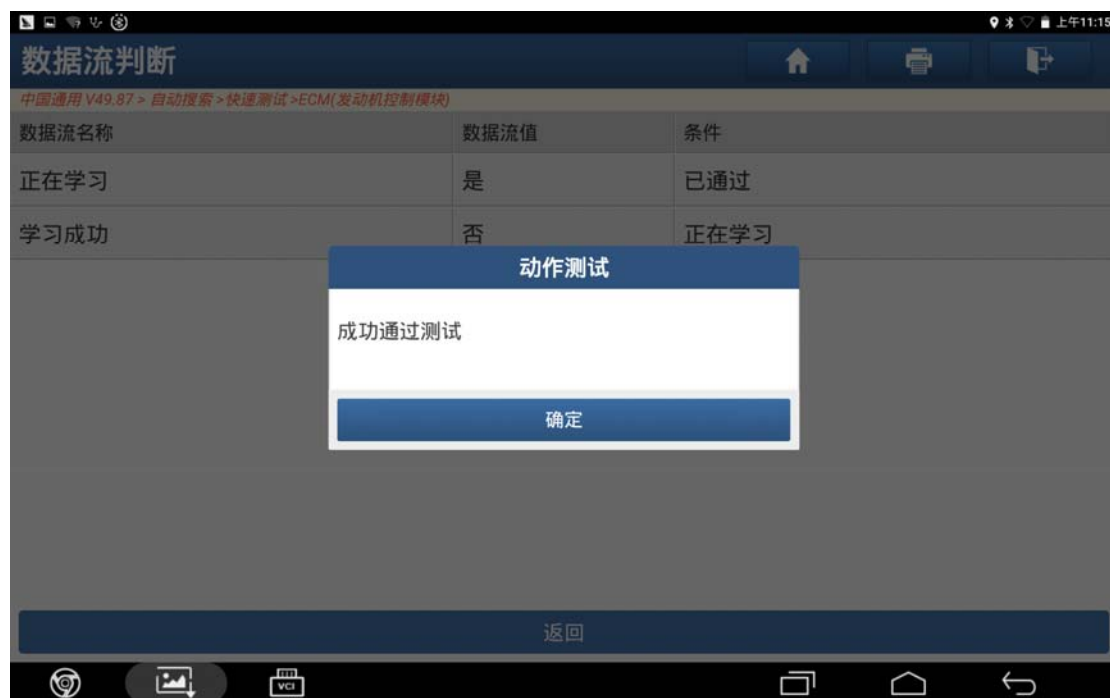 上午11:15
数据流判断
中国通用 V49.87 > 自动搜索 > 快速测试 >ECM(发动机控制模块)
数据流名称 数据流值 条件
正在学习 是 已通过
学习成功 否 正在学习
动作测试
成功通过测试
确定
返回
VCI